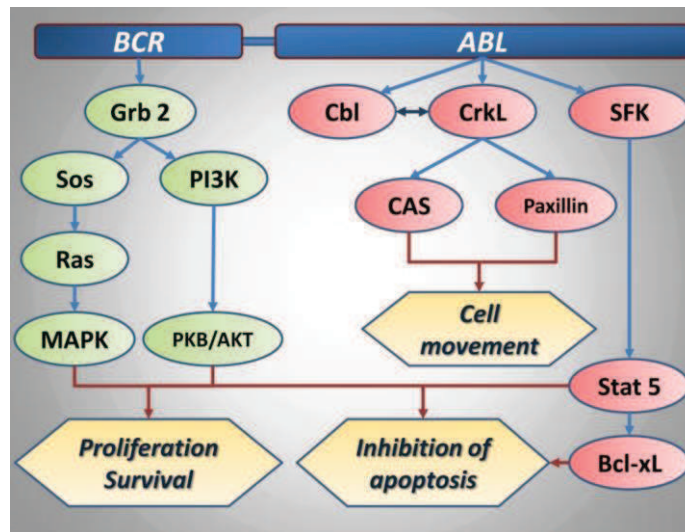 BCR
ABL
Grb 2
Cbl
CrkL
SFK
Sos
PI3K
CAS
Paxillin
Ras
Cell
movement
MAPK
PKB/AKT
Stat 5
Proliferation
Survival
Inhibition of
apoptosis
Bcl-xL